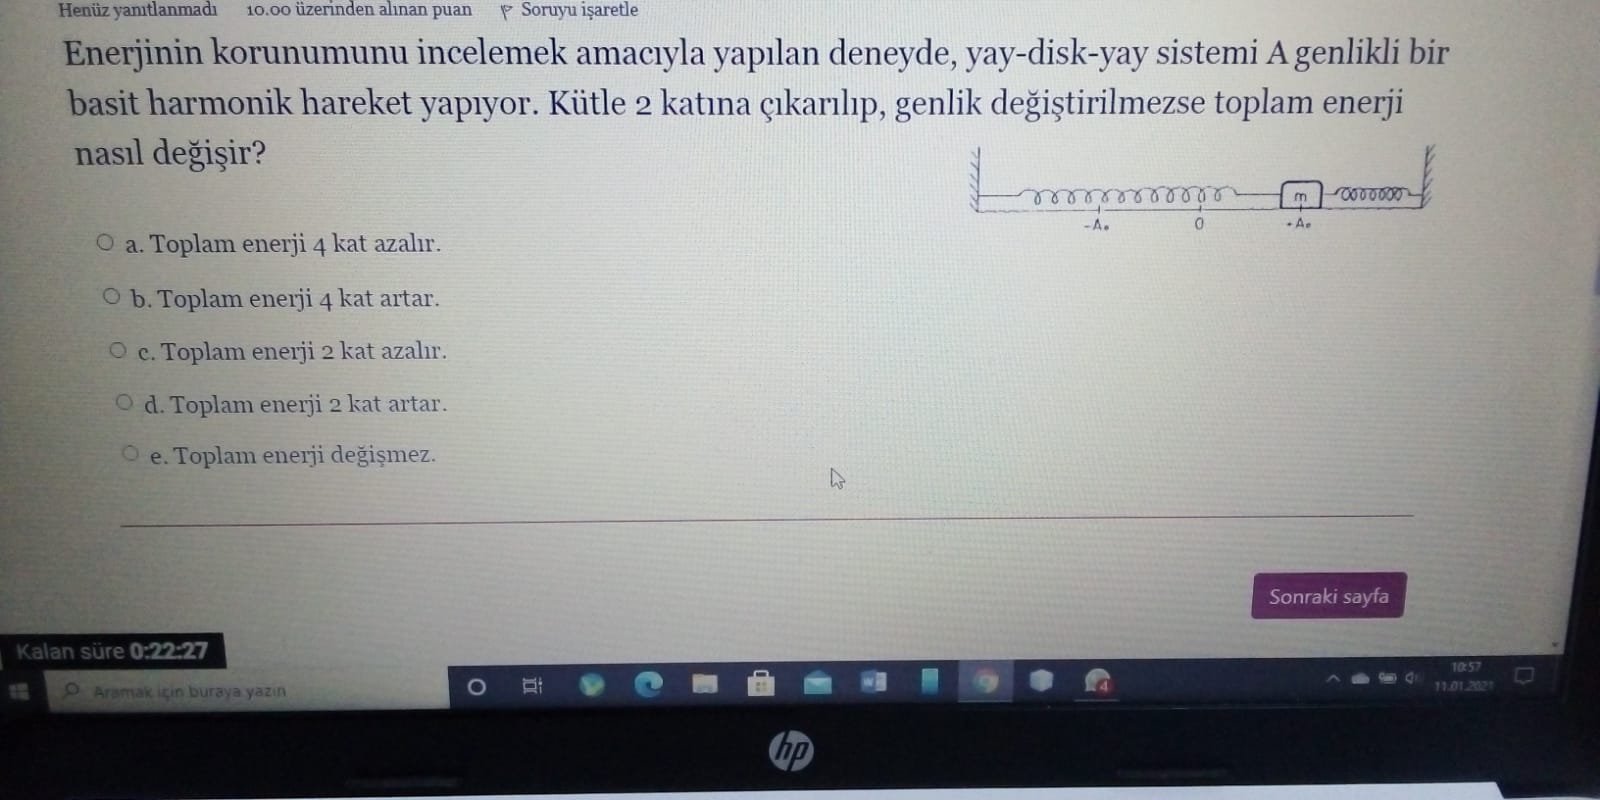 Henüz yanıtlanmadı 10.00 üzerinden alınan puan Soruyu işaretle
Enerjinin korunumunu incelemek amacıyla yapılan deneyde, yay-disk-yay sistemi A genlikli bir
basit harmonik hareket yapıyor. Kütle 2 katına çıkarılıp, genlik değiştirilmezse toplam enerji
nasıl değişir?
m
-A₀ 0 +A₀
a. Toplam enerji 4 kat azalır.
b. Toplam enerji 4 kat artar.
c. Toplam enerji 2 kat azalır.
d. Toplam enerji 2 kat artar.
e. Toplam enerji değişmez.
Sonraki sayfa
Kalan süre 0:22:27
Aramak için buraya yazın
4
10:57
11.01.2021
hp